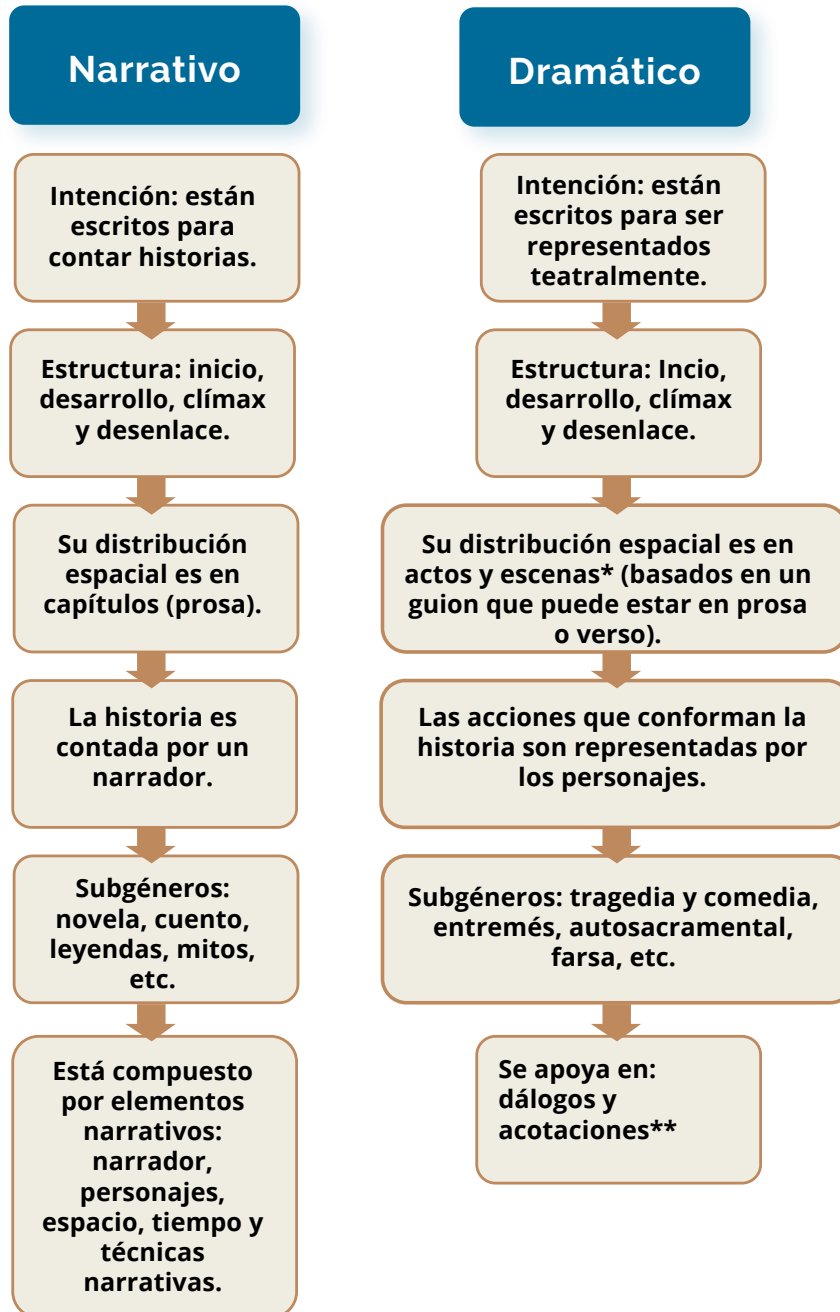 Narrativo
Intención: están
escritos para
contar historias.
Estructura: inicio,
desarrollo, clímax
y desenlace.
Su distribución
espacial es en
capítulos (prosa).
La historia es
contada por un
narrador.
Subgéneros:
novela, cuento,
leyendas, mitos,
etc.
Está compuesto
por elementos
narrativos:
narrador,
personajes,
espacio, tiempo y
técnicas
narrativas.
Dramático
Intención: están
escritos para ser
representados
teatralmente.
Estructura: Incio,
desarrollo, clímax
y desenlace.
Su distribución espacial es en
actos y escenas* (basados en un
guion que puede estar en prosa
o verso).
Las acciones que conforman la
historia son representadas por
los personajes.
Subgéneros: tragedia y comedia,
entremés, autosacramental,
farsa, etc.
Se apoya en:
dálogos y
acotaciones**